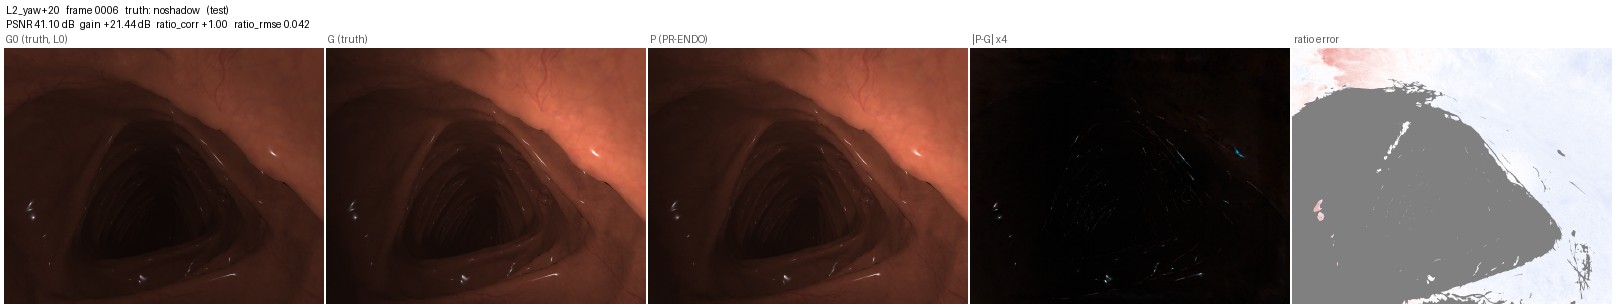 L2_yaw+20 frame 0006 truth: noshadow (test)
PSNR 41.10 dB gain +21.44 dB ratio_corr +1.00 ratio_rmse 0.042
G0 (truth, L0)
G (truth)
P (PR-ENDO)
|P-G| x4
ratio error